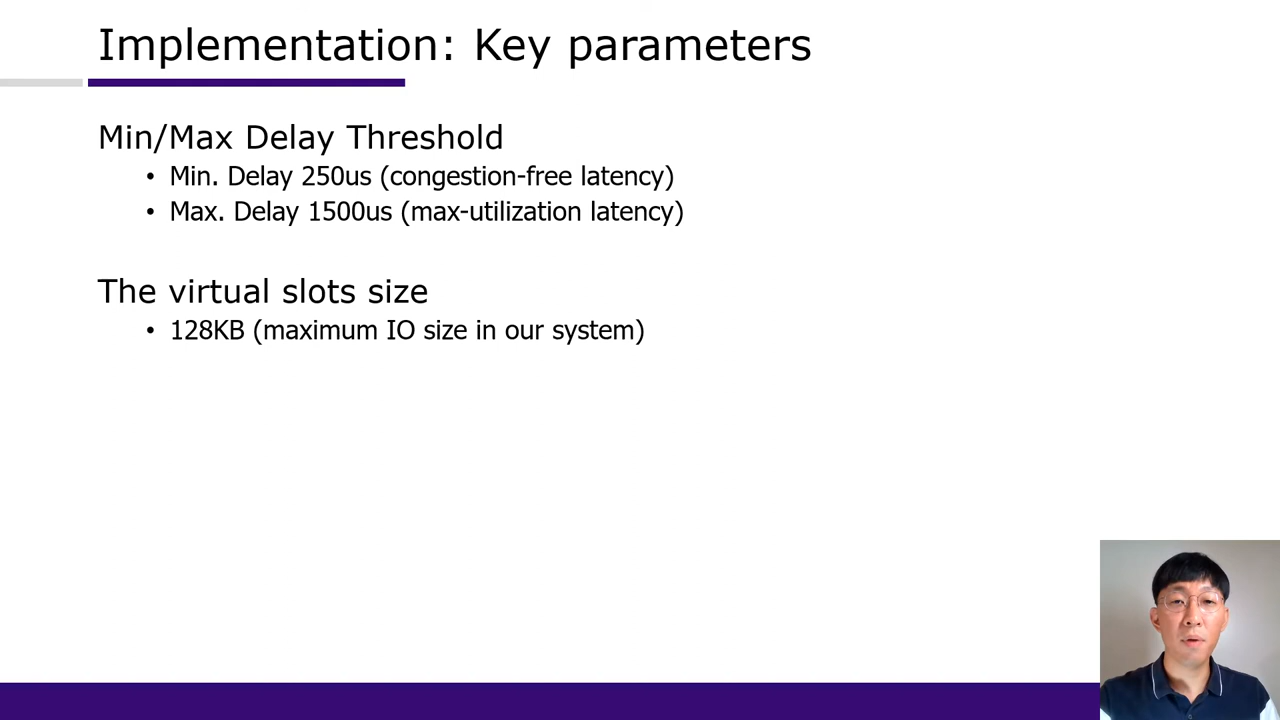 Implementation: Key parameters
Min/Max Delay Threshold
• Min. Delay 250us (congestion-free latency)
• Max. Delay 1500us (max-utilization latency)
The virtual slots size
• 128KB (maximum IO size in our system)